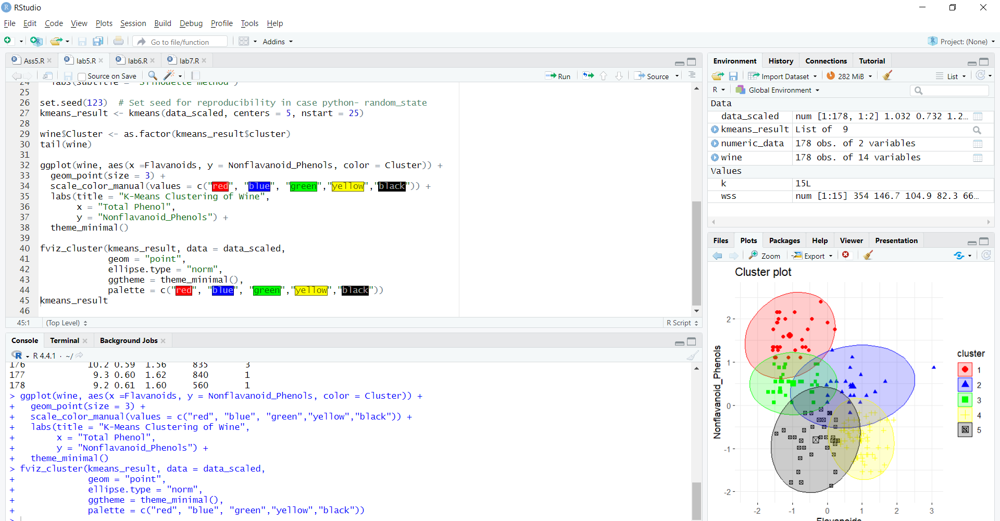 RStudio
File Edit Code View Plots Session Build Debug Profile Tools Help
Go to file/function Addins Project: (None)
Ass5.R lab5.R lab6.R lab7.R
Source on Save Run Source
24 labs(subtitle = "Silhouette method")
25
26 set.seed(123)  # Set seed for reproducibility in case python- random_state
27 kmeans_result <- kmeans(data_scaled, centers = 5, nstart = 25)
28
29 wine$Cluster <- as.factor(kmeans_result$cluster)
30 tail(wine)
31
32 ggplot(wine, aes(x =Flavanoids, y = Nonflavanoid_Phenols, color = Cluster)) +
33   geom_point(size = 3) +
34   scale_color_manual(values = c("red", "blue", "green","yellow","black")) +
35   labs(title = "K-Means Clustering of Wine",
36        x = "Total Phenol",
37        y = "Nonflavanoid_Phenols") +
38   theme_minimal()
39
40 fviz_cluster(kmeans_result, data = data_scaled,
41              geom = "point",
42              ellipse.type = "norm",
43              ggtheme = theme_minimal(),
44              palette = c("red", "blue", "green","yellow","black"))
45 kmeans_result
46
45:1 (Top Level) R Script
Console Terminal Background Jobs
R 4.4.1 · ~/
176 10.2 0.59 1.56 835 3
177 9.3 0.60 1.62 840 1
178 9.2 0.61 1.60 560 1
> ggplot(wine, aes(x =Flavanoids, y = Nonflavanoid_Phenols, color = Cluster)) +
+   geom_point(size = 3) +
+   scale_color_manual(values = c("red", "blue", "green","yellow","black")) +
+   labs(title = "K-Means Clustering of Wine",
+        x = "Total Phenol",
+        y = "Nonflavanoid_Phenols") +
+   theme_minimal()
> fviz_cluster(kmeans_result, data = data_scaled,
+              geom = "point",
+              ellipse.type = "norm",
+              ggtheme = theme_minimal(),
+              palette = c("red", "blue", "green","yellow","black"))
>
Environment History Connections Tutorial
Import Dataset 282 MiB List
R Global Environment
Data
data_scaled num [1:178, 1:2] 1.032 0.732 1.2…
kmeans_result List of 9
numeric_data 178 obs. of 2 variables
wine 178 obs. of 14 variables
Values
k 15L
wss num [1:15] 354 146.7 104.9 82.3 66…
Files Plots Packages Help Viewer Presentation
Zoom Export
Cluster plot
Nonflavanoid_Phenols
2
1
0
-1
-2
-2 -1 0 1 2 3
Flavanoids
cluster
1
2
3
4
5